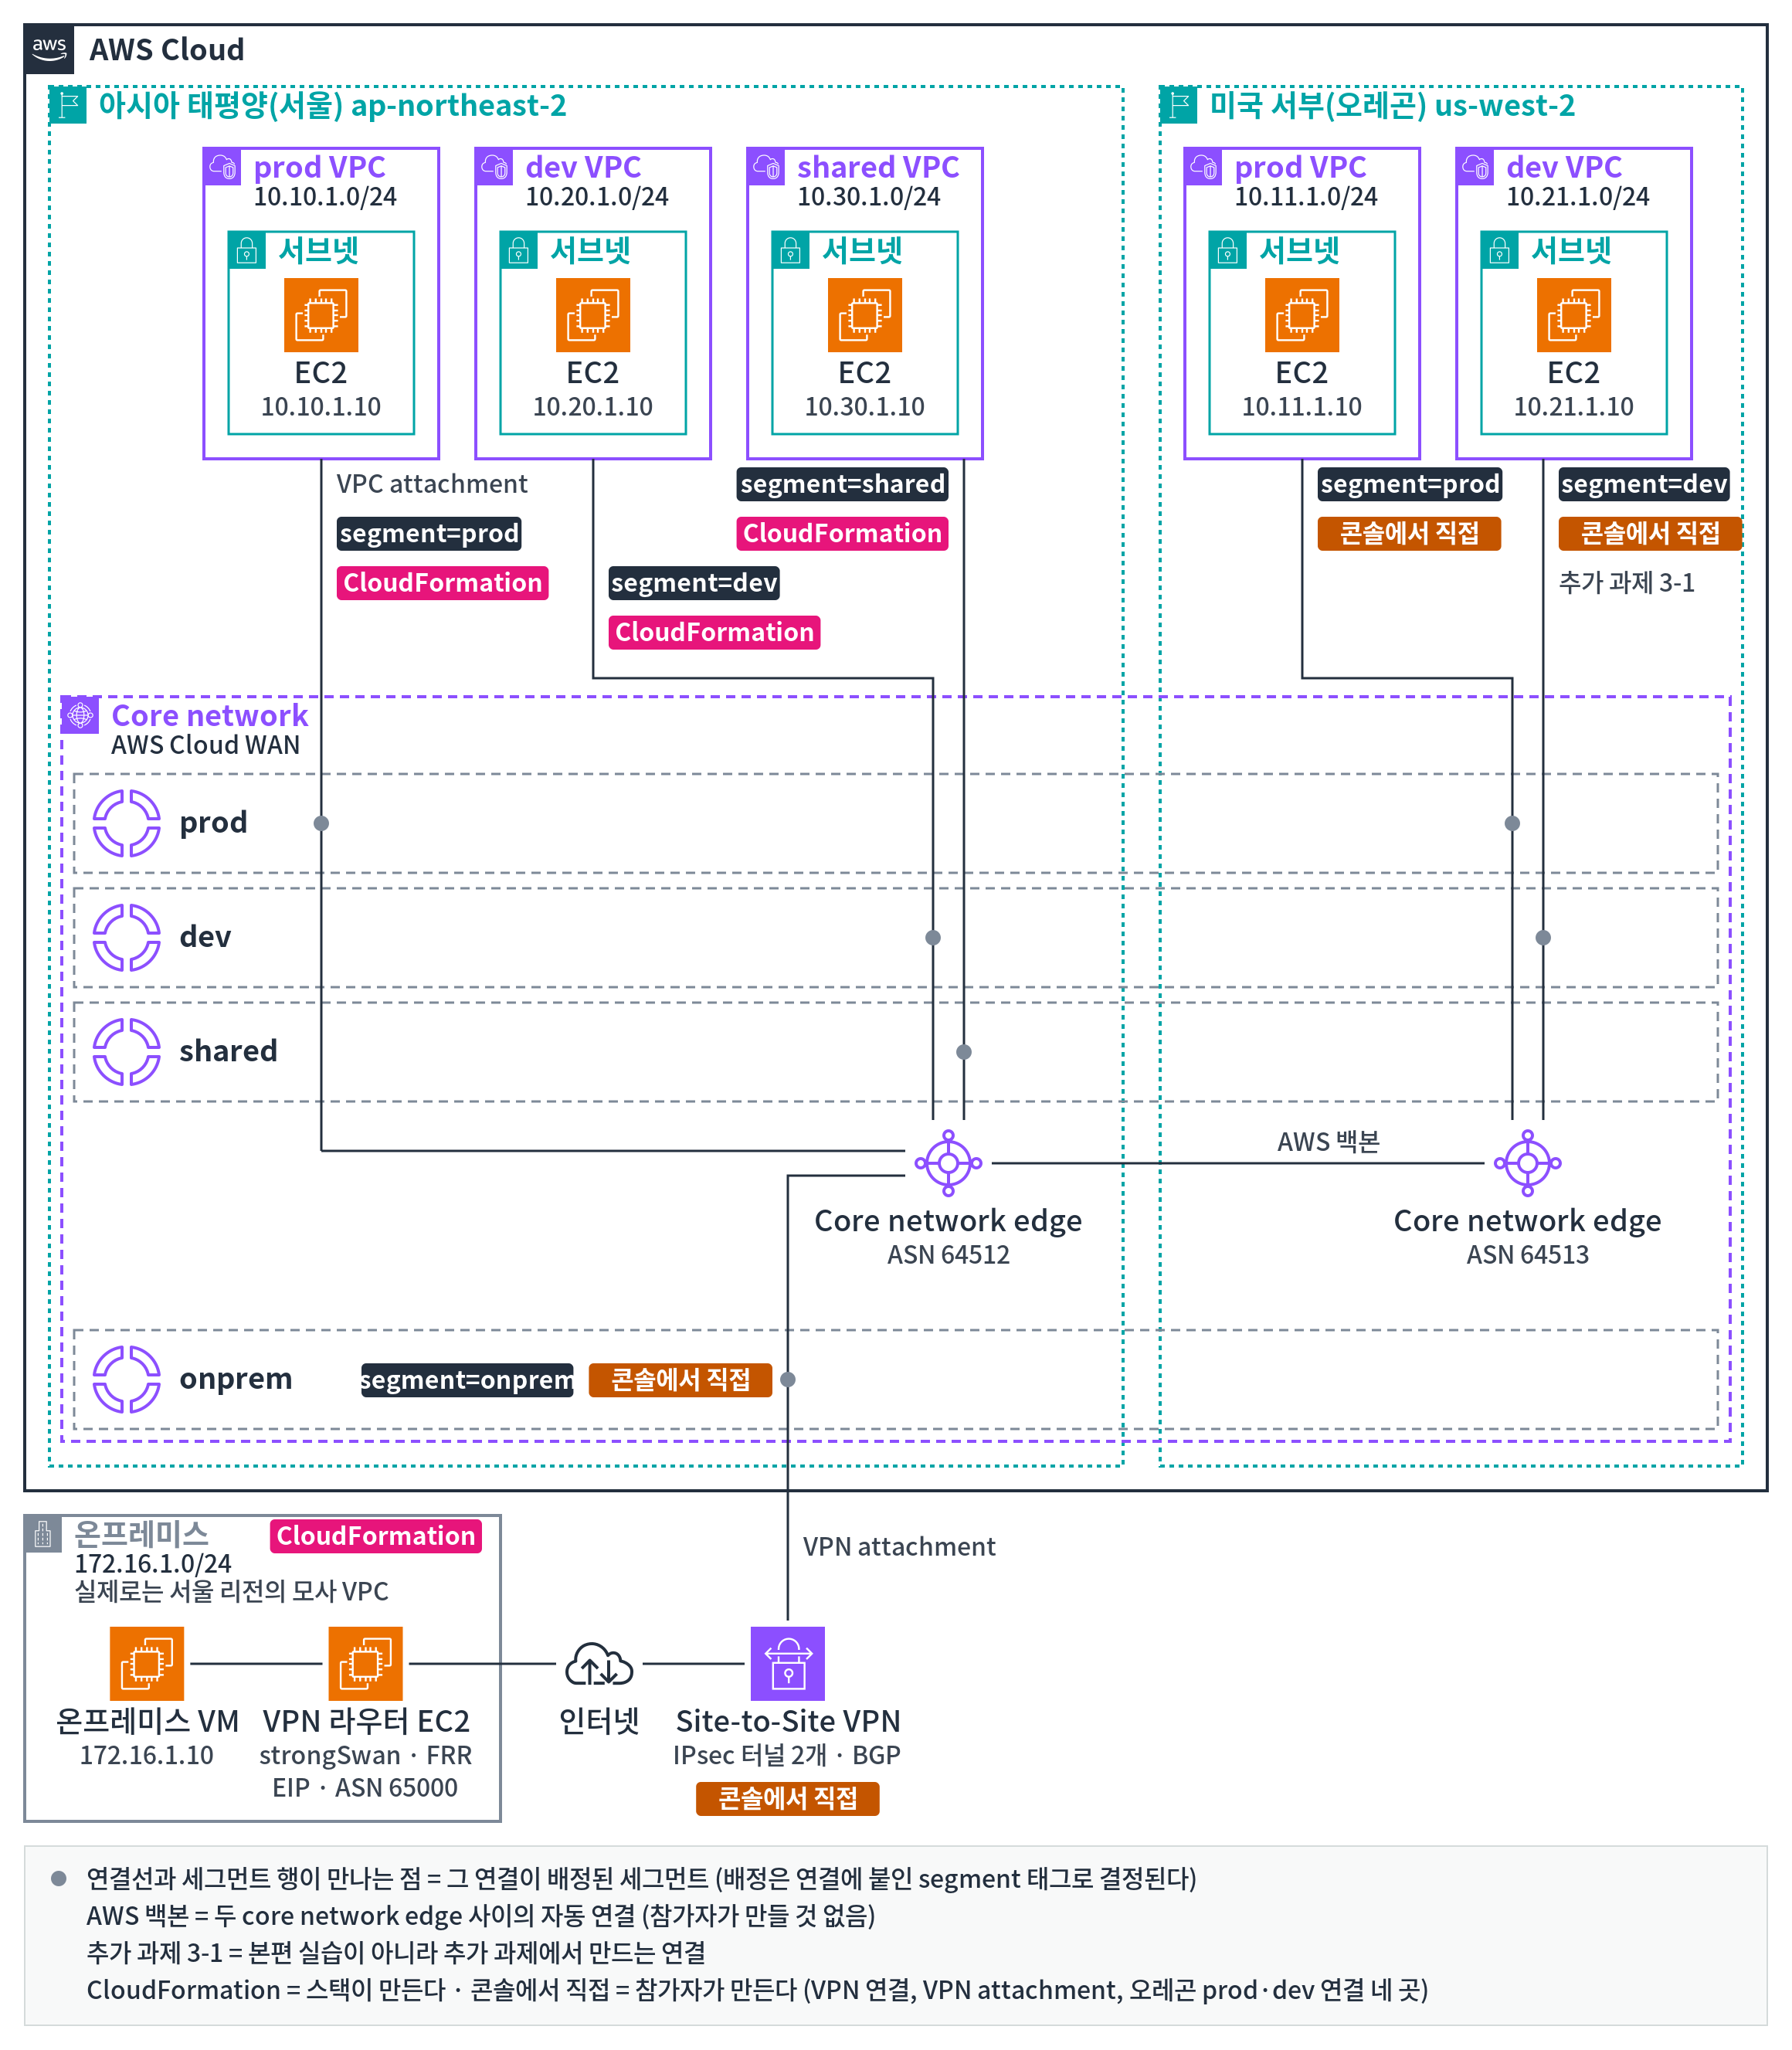 aws
AWS Cloud
아시아 태평양(서울) ap-northeast-2
미국 서부(오레곤) us-west-2
prod VPC
10.10.1.0/24
서브넷
EC2
10.10.1.10
dev VPC
10.20.1.0/24
서브넷
EC2
10.20.1.10
shared VPC
10.30.1.0/24
서브넷
EC2
10.30.1.10
prod VPC
10.11.1.0/24
서브넷
EC2
10.11.1.10
dev VPC
10.21.1.0/24
서브넷
EC2
10.21.1.10
VPC attachment
segment=prod
CloudFormation
segment=dev
CloudFormation
segment=shared
CloudFormation
segment=prod
콘솔에서 직접
segment=dev
콘솔에서 직접
추가 과제 3-1
Core network
AWS Cloud WAN
prod
dev
shared
AWS 백본
Core network edge
ASN 64512
Core network edge
ASN 64513
onprem
segment=onprem
콘솔에서 직접
온프레미스
CloudFormation
172.16.1.0/24
실제로는 서울 리전의 모사 VPC
VPN attachment
온프레미스 VM
172.16.1.10
VPN 라우터 EC2
strongSwan · FRR
EIP · ASN 65000
인터넷
Site-to-Site VPN
IPsec 터널 2개 · BGP
콘솔에서 직접
연결선과 세그먼트 행이 만나는 점 = 그 연결이 배정된 세그먼트 (배정은 연결에 붙인 segment 태그로 결정된다)
AWS 백본 = 두 core network edge 사이의 자동 연결 (참가자가 만들 것 없음)
추가 과제 3-1 = 본편 실습이 아니라 추가 과제에서 만드는 연결
CloudFormation = 스택이 만든다 · 콘솔에서 직접 = 참가자가 만든다 (VPN 연결, VPN attachment, 오레곤 prod·dev 연결 네 곳)